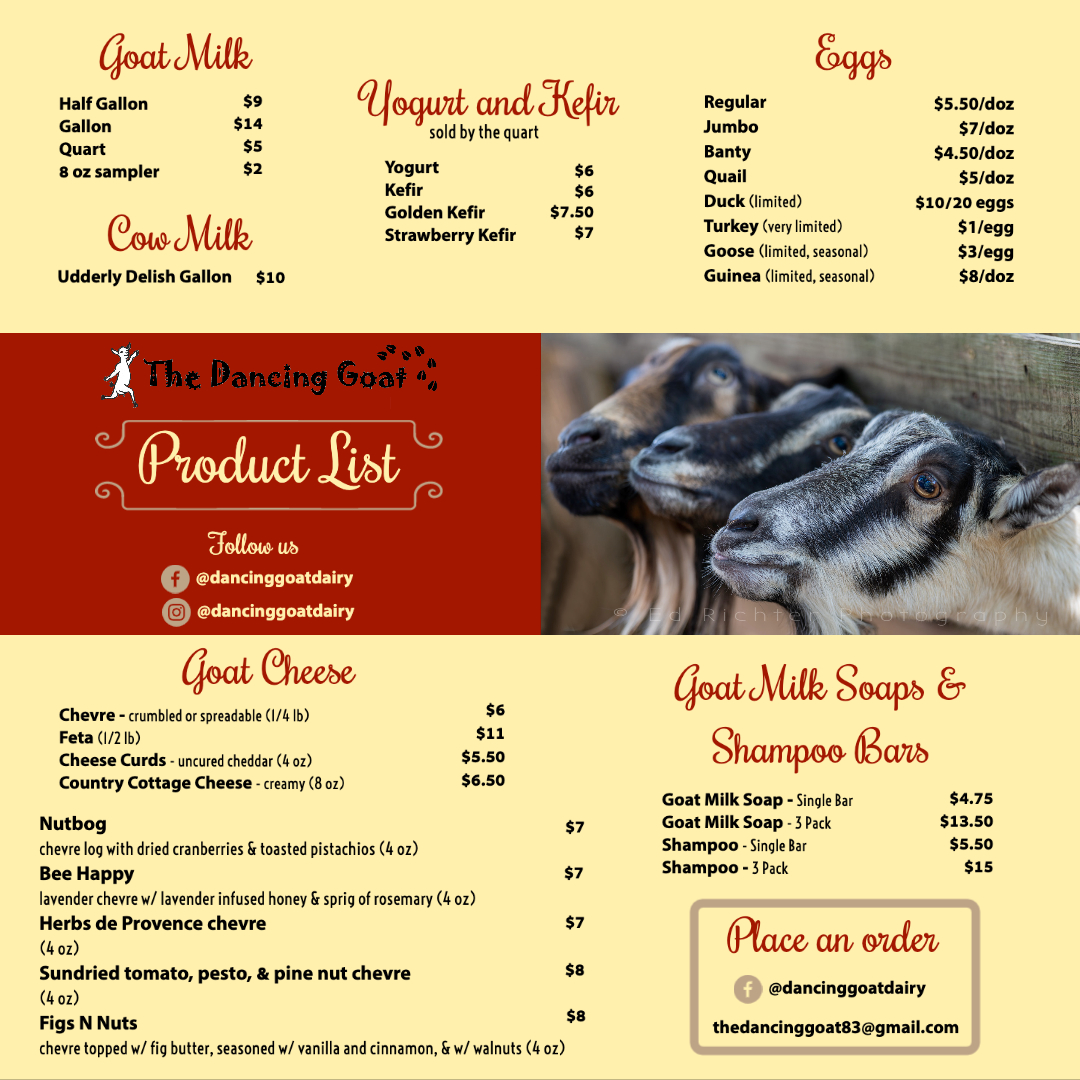 Goat Milk
Half Gallon $9
Gallon $14
Quart $5
8 oz sampler $2
Cow Milk
Udderly Delish Gallon $10
Yogurt and Kefir
sold by the quart
Yogurt $6
Kefir $6
Golden Kefir $7.50
Strawberry Kefir $7
Eggs
Regular $5.50/doz
Jumbo $7/doz
Banty $4.50/doz
Quail $5/doz
Duck (limited) $10/20 eggs
Turkey (very limited) $1/egg
Goose (limited, seasonal) $3/egg
Guinea (limited, seasonal) $8/doz
The Dancing Goat
Product List
Follow us
@dancinggoatdairy
@dancinggoatdairy
© Ed Richter Photography
Goat Cheese
Chevre - crumbled or spreadable (1/4 lb) $6
Feta (1/2 lb) $11
Cheese Curds - uncured cheddar (4 oz) $5.50
Country Cottage Cheese - creamy (8 oz) $6.50
Nutbog $7
chevre log with dried cranberries & toasted pistachios (4 oz)
Bee Happy $7
lavender chevre w/ lavender infused honey & sprig of rosemary (4 oz)
Herbs de Provence chevre $7
(4 oz)
Sundried tomato, pesto, & pine nut chevre $8
(4 oz)
Figs N Nuts $8
chevre topped w/ fig butter, seasoned w/ vanilla and cinnamon, & w/ walnuts (4 oz)
Goat Milk Soaps &
Shampoo Bars
Goat Milk Soap - Single Bar $4.75
Goat Milk Soap - 3 Pack $13.50
Shampoo - Single Bar $5.50
Shampoo - 3 Pack $15
Place an order
@dancinggoatdairy
thedancinggoat83@gmail.com